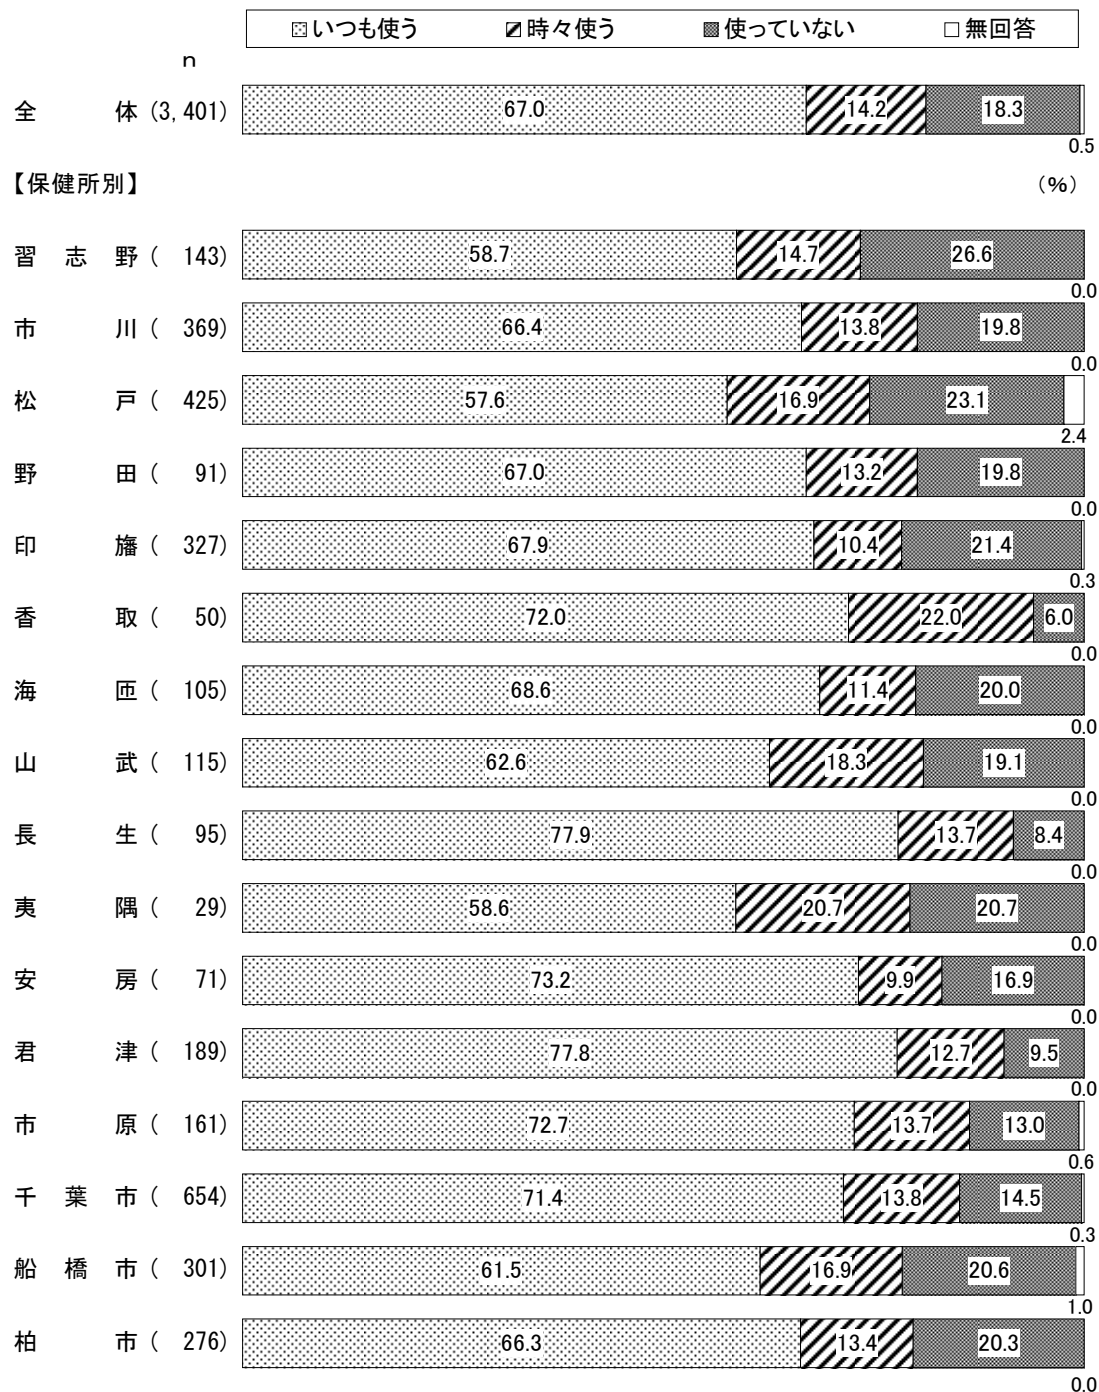 いつも使う 時々使う 使っていない 無回答
n
全体(3,401) 67.0 14.2 18.3
0.5
【保健所別】 (%)
習志野( 143) 58.7 14.7 26.6
0.0
市川( 369) 66.4 13.8 19.8
0.0
松戸( 425) 57.6 16.9 23.1
2.4
野田( 91) 67.0 13.2 19.8
0.0
印旛( 327) 67.9 10.4 21.4
0.3
香取( 50) 72.0 22.0 6.0
0.0
海匝( 105) 68.6 11.4 20.0
0.0
山武( 115) 62.6 18.3 19.1
0.0
長生( 95) 77.9 13.7 8.4
0.0
夷隅( 29) 58.6 20.7 20.7
0.0
安房( 71) 73.2 9.9 16.9
0.0
君津( 189) 77.8 12.7 9.5
0.0
市原( 161) 72.7 13.7 13.0
0.6
千葉市( 654) 71.4 13.8 14.5
0.3
船橋市( 301) 61.5 16.9 20.6
1.0
柏市( 276) 66.3 13.4 20.3
0.0